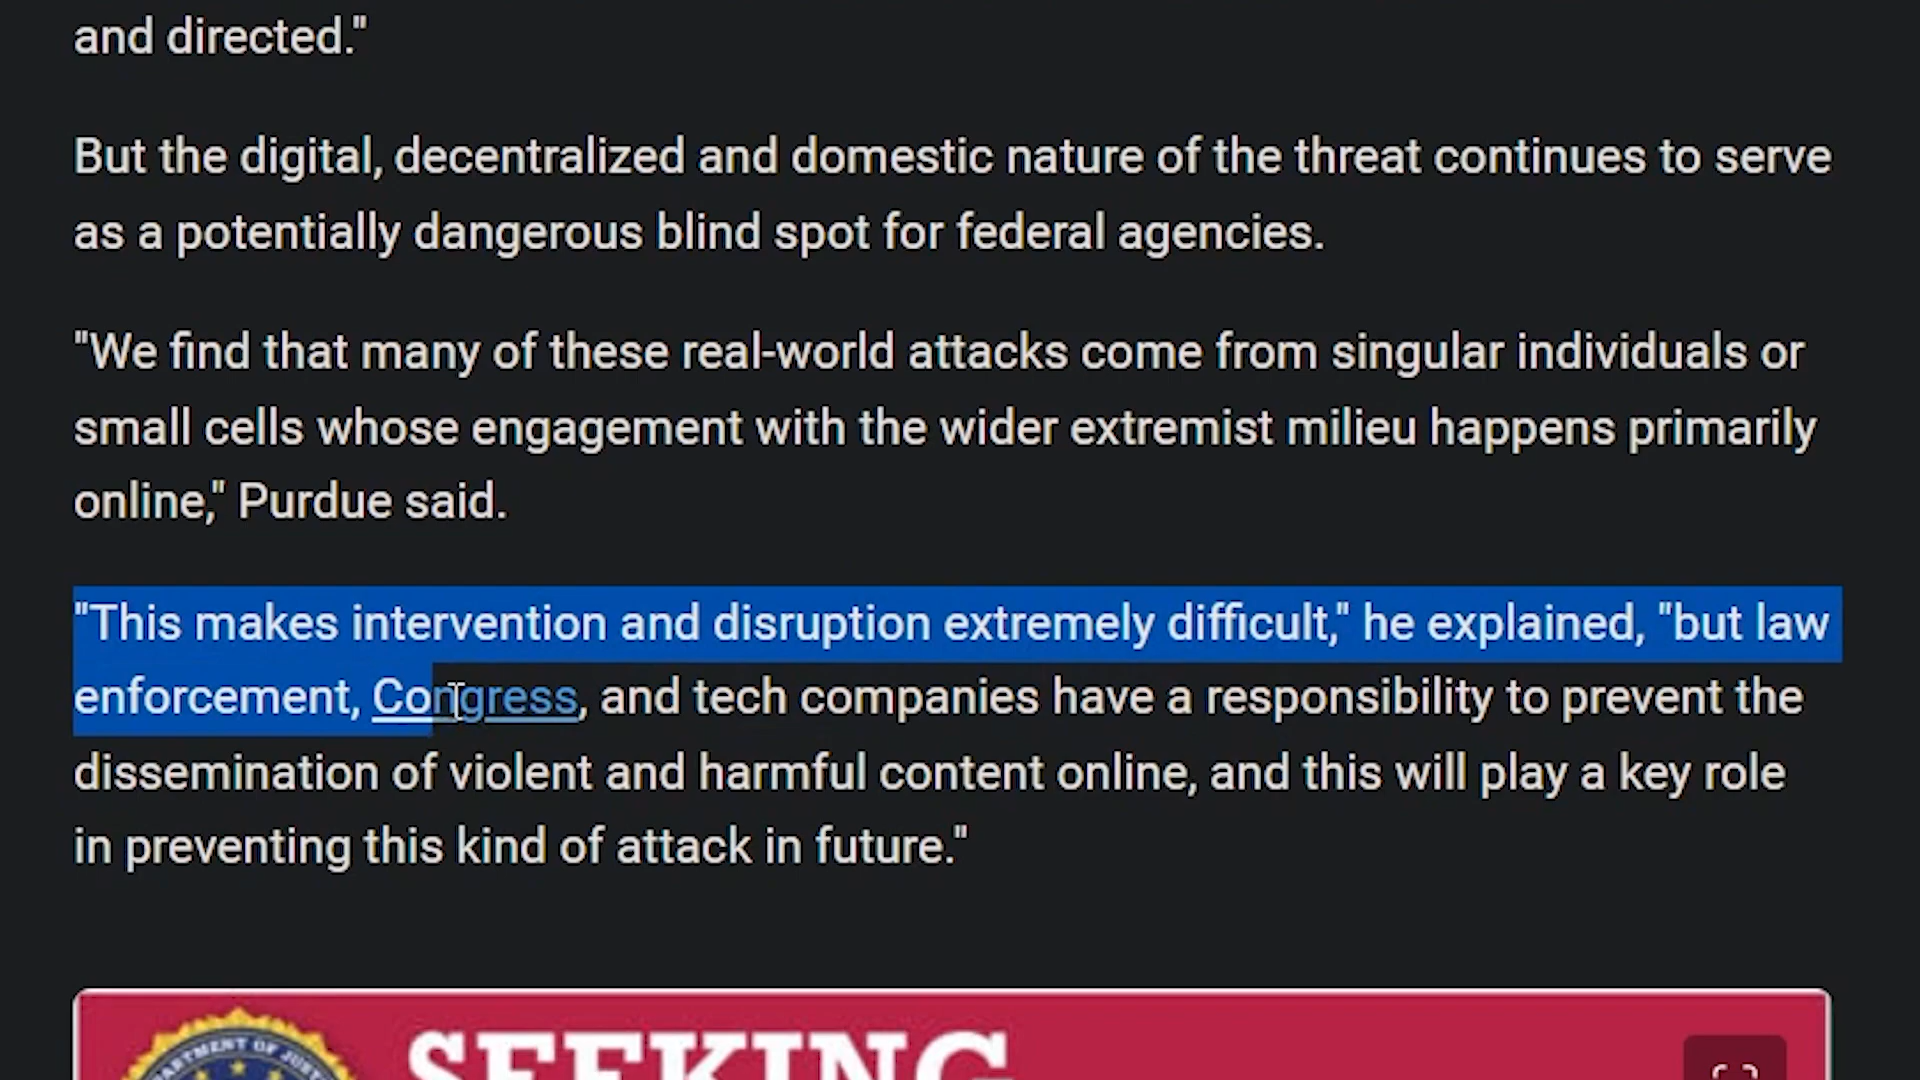 and directed."
But the digital, decentralized and domestic nature of the threat continues to serve
as a potentially dangerous blind spot for federal agencies.
"We find that many of these real-world attacks come from singular individuals or
small cells whose engagement with the wider extremist milieu happens primarily
online," Purdue said.
"This makes intervention and disruption extremely difficult," he explained, "but law
enforcement, Congress, and tech companies have a responsibility to prevent the
dissemination of violent and harmful content online, and this will play a key role
in preventing this kind of attack in future."
SEEKING